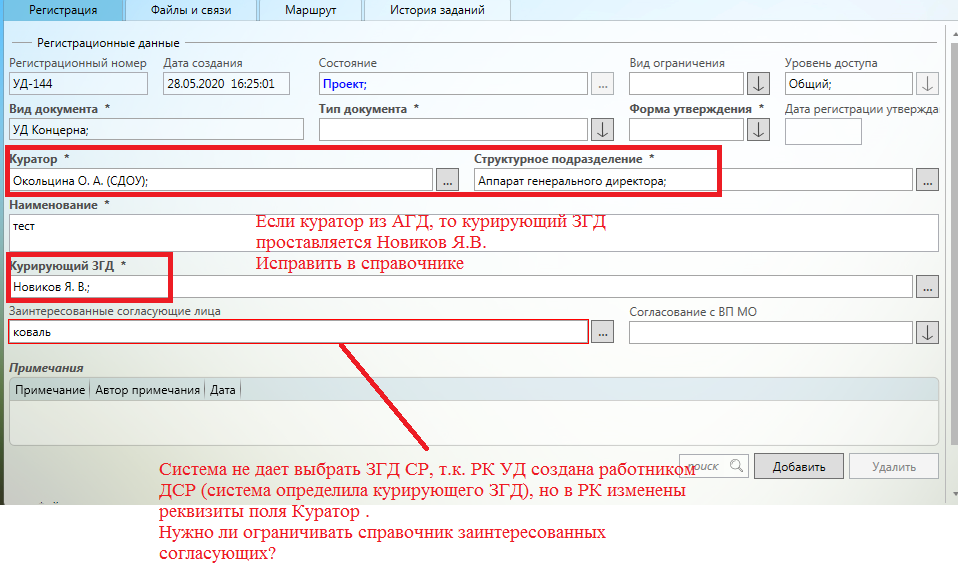 Регистрация Файлы и связи Маршрут История заданий
Регистрационные данные
Регистрационный номер Дата создания Состояние Вид ограничения Уровень доступа
УД-144 28.05.2020 16:25:01 Проект; ... Общий;
Вид документа * Тип документа * Форма утверждения * Дата регистрации утвержда
УД Концерна;
Куратор * Структурное подразделение *
Окольцина О. А. (СДОУ); ... Аппарат генерального директора; ...
Наименование *
тест
Если куратор из АГД, то курирующий ЗГД
проставляется Новиков Я.В.
Исправить в справочнике
Курирующий ЗГД *
Новиков Я. В.; ...
Заинтересованные согласующие лица Согласование с ВП МО
коваль ...
Примечания
Примечание Автор примечания Дата
поиск Добавить Удалить
Система не дает выбрать ЗГД СР, т.к. РК УД создана работником
ДСР (система определила курирующего ЗГД), но в РК изменены
реквизиты поля Куратор .
Нужно ли ограничивать справочник заинтересованных
согласующих?